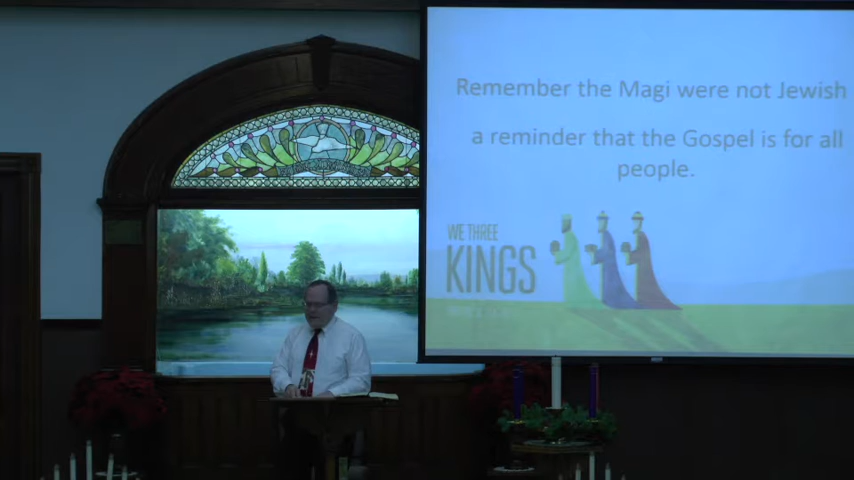 Remember the Magi were not Jewish
a reminder that the Gospel is for all
people.
WE THREE
KINGS